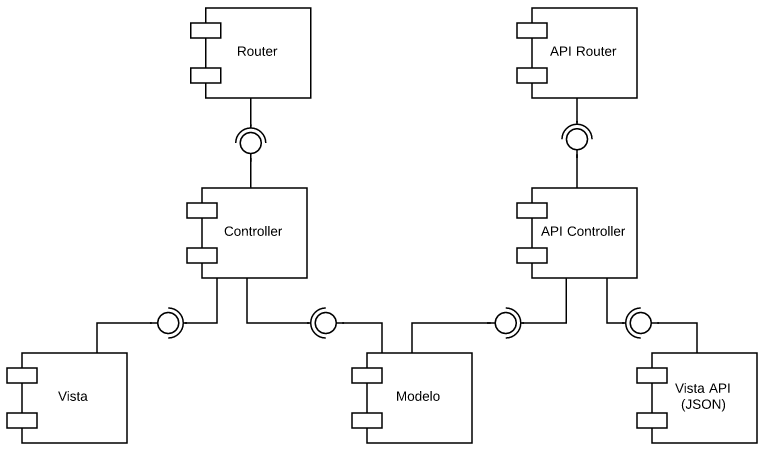 Router
API Router
Controller
API Controller
Vista
Modelo
Vista API
(JSON)